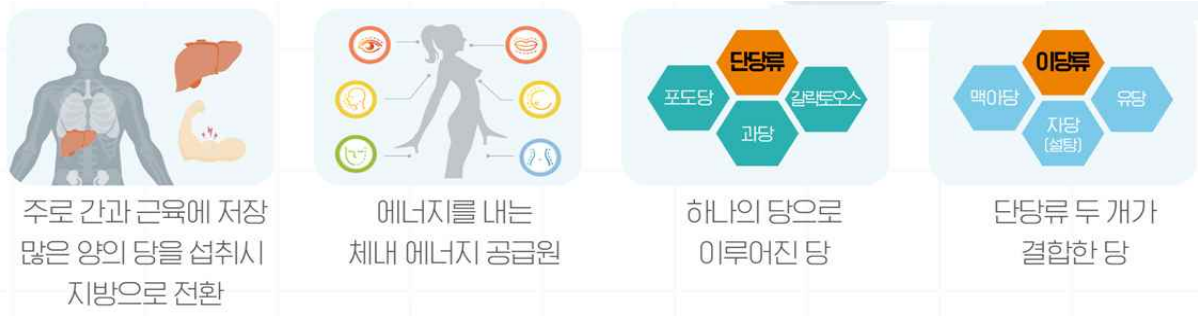 주로 간과 근육에 저장
많은 양의 당을 섭취시
지방으로 전환
에너지를 내는
체내 에너지 공급원
단당류
포도당
갈락토오스
과당
하나의 당으로
이루어진 당
이당류
맥아당
유당
자당
(설탕)
단당류 두 개가
결합한 당